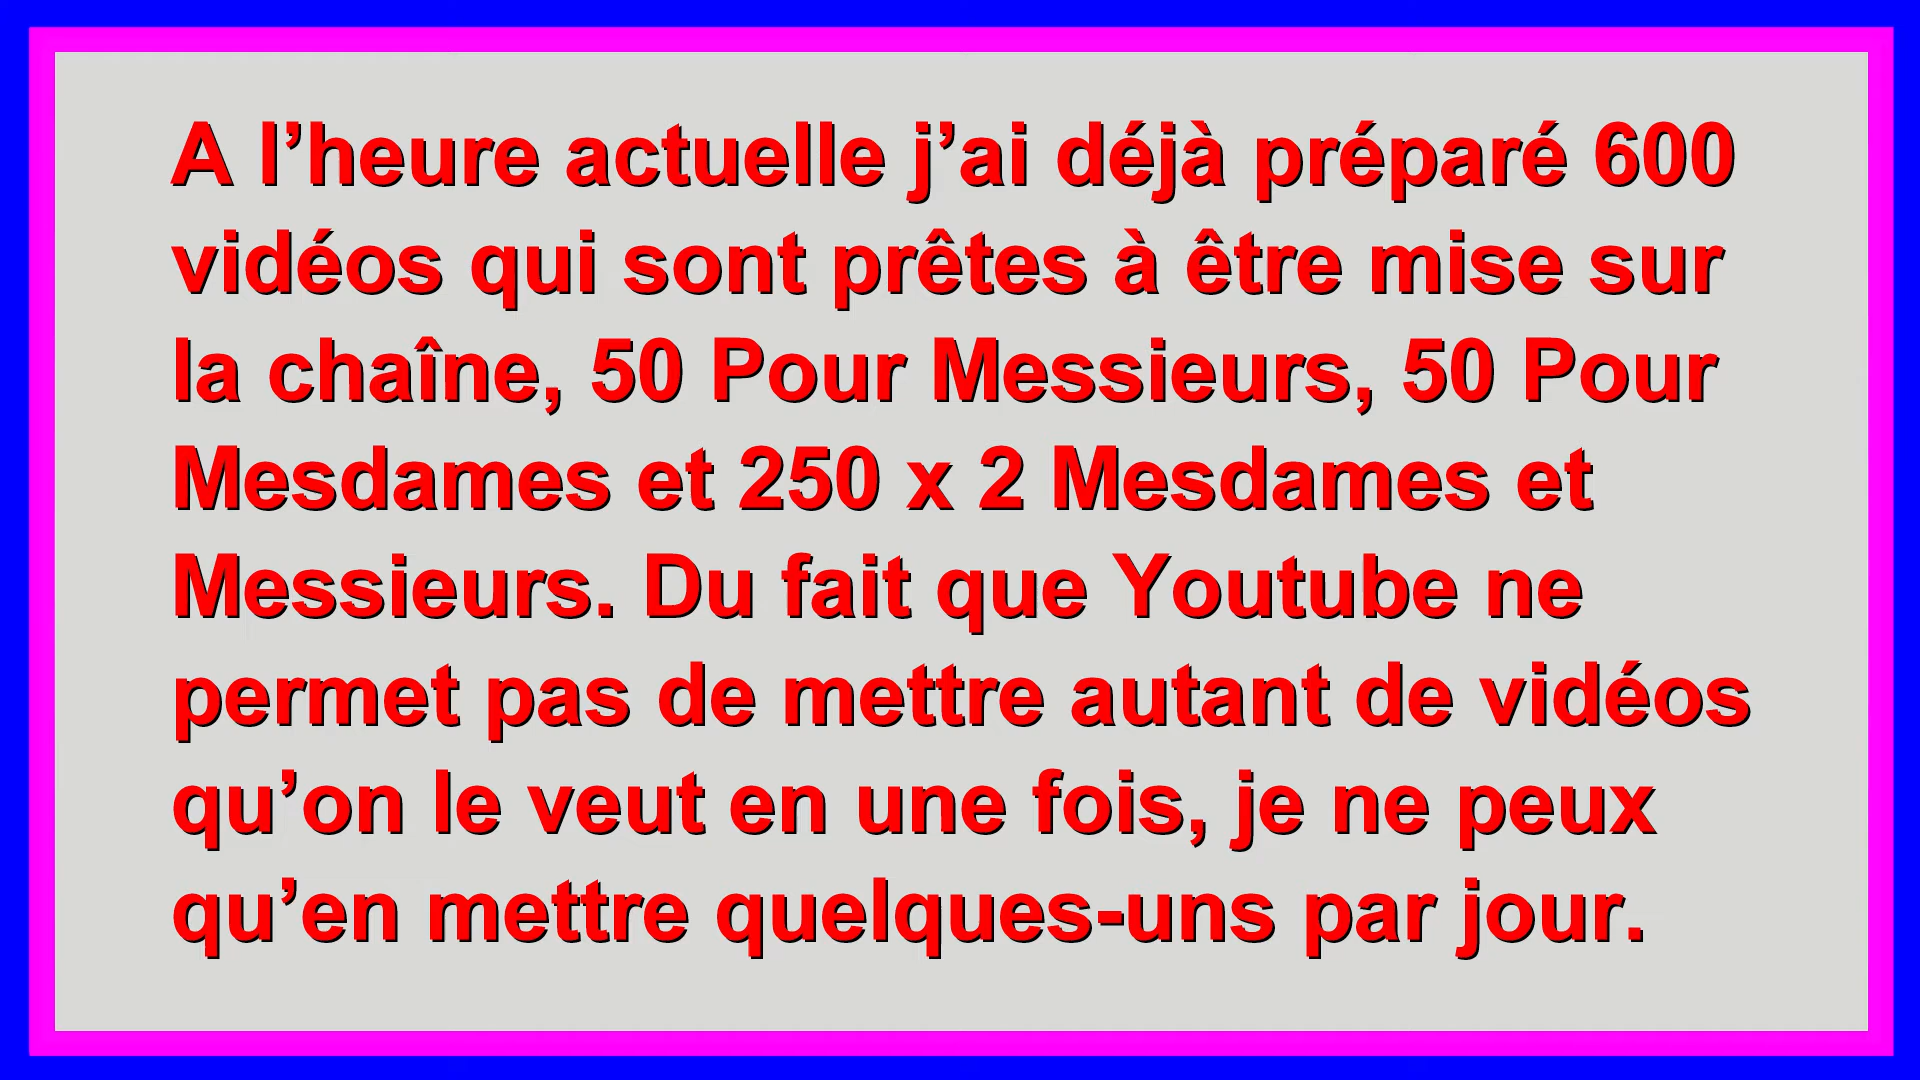 A l’heure actuelle j’ai déjà préparé 600
vidéos qui sont prêtes à être mise sur
la chaîne, 50 Pour Messieurs, 50 Pour
Mesdames et 250 x 2 Mesdames et
Messieurs. Du fait que Youtube ne
permet pas de mettre autant de vidéos
qu’on le veut en une fois, je ne peux
qu’en mettre quelques-uns par jour.